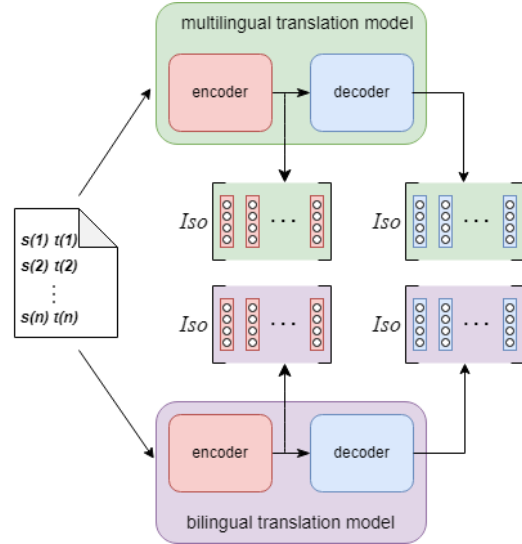 multilingual translation model
encoder
decoder
Iso ...
Iso ...
s(1) t(1)
s(2) t(2)
⋮
s(n) t(n)
Iso ...
Iso ...
encoder
decoder
bilingual translation model